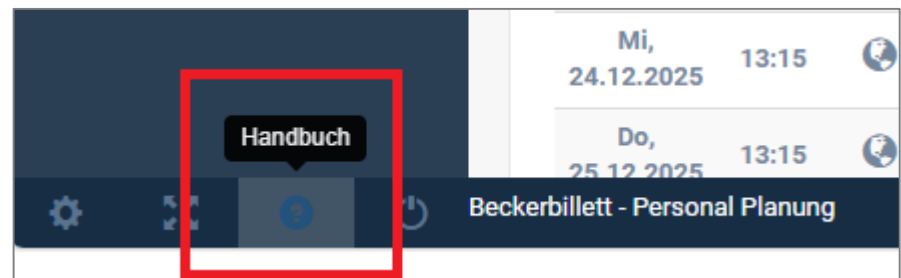 Mi,
24.12.2025
13:15
Handbuch
Do,
25.12.2025
13:15
?
Beckerbillett - Personal Planung